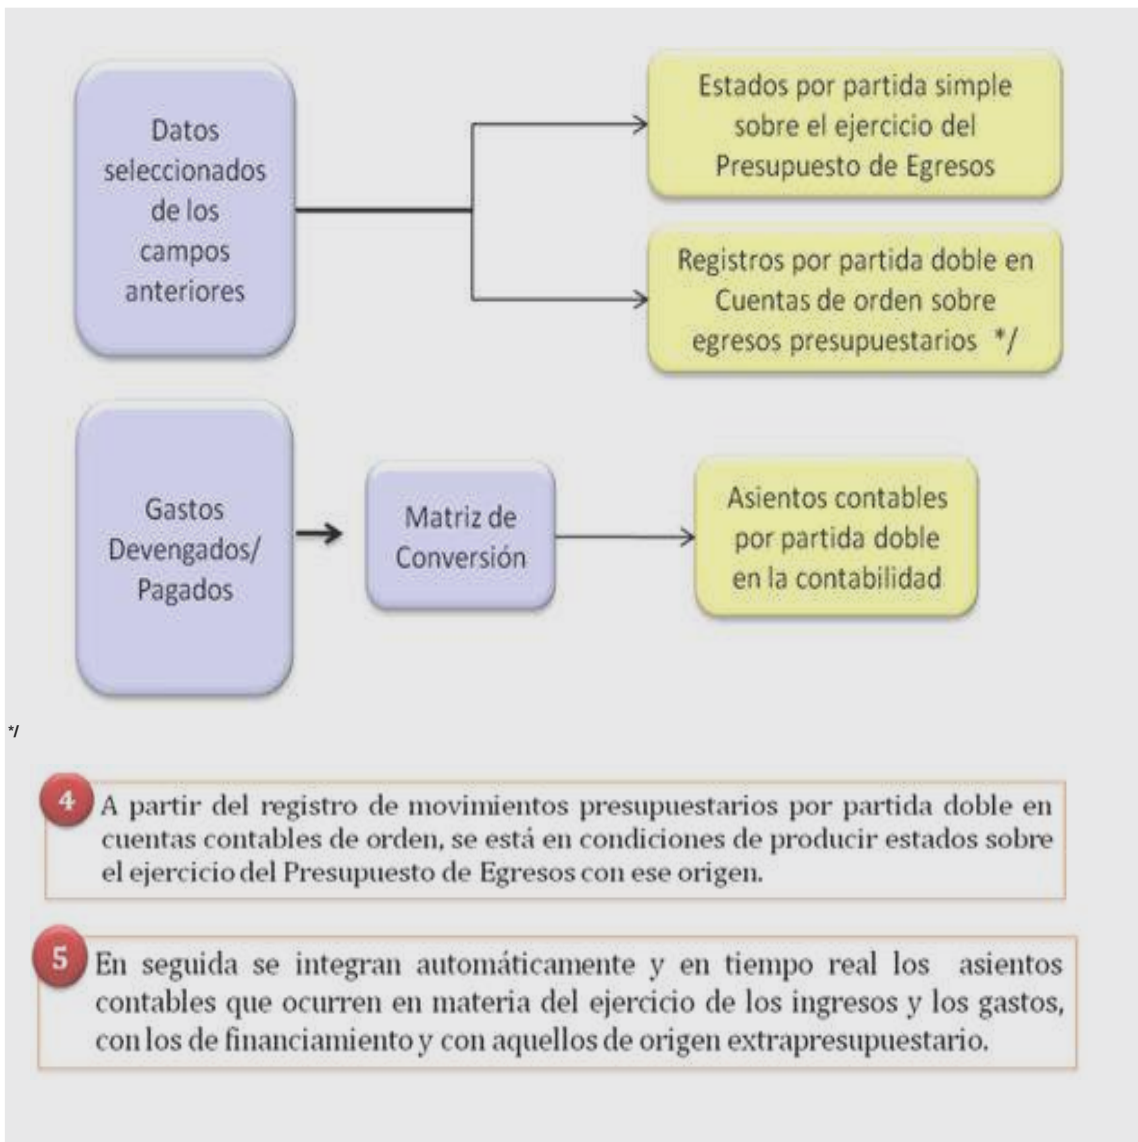 Datos
seleccionados
de los
campos
anteriores
Estados por partida simple
sobre el ejercicio del
Presupuesto de Egresos
Registros por partida doble en
Cuentas de orden sobre
egresos presupuestarios */
Gastos
Devengados/
Pagados
Matriz de
Conversión
Asientos contables
por partida doble
en la contabilidad
*/
4 A partir del registro de movimientos presupuestarios por partida doble en
cuentas contables de orden, se está en condiciones de producir estados sobre
el ejercicio del Presupuesto de Egresos con ese origen.
5 En seguida se integran automáticamente y en tiempo real los asientos
contables que ocurren en materia del ejercicio de los ingresos y los gastos,
con los de financiamiento y con aquellos de origen extrapresupuestario.